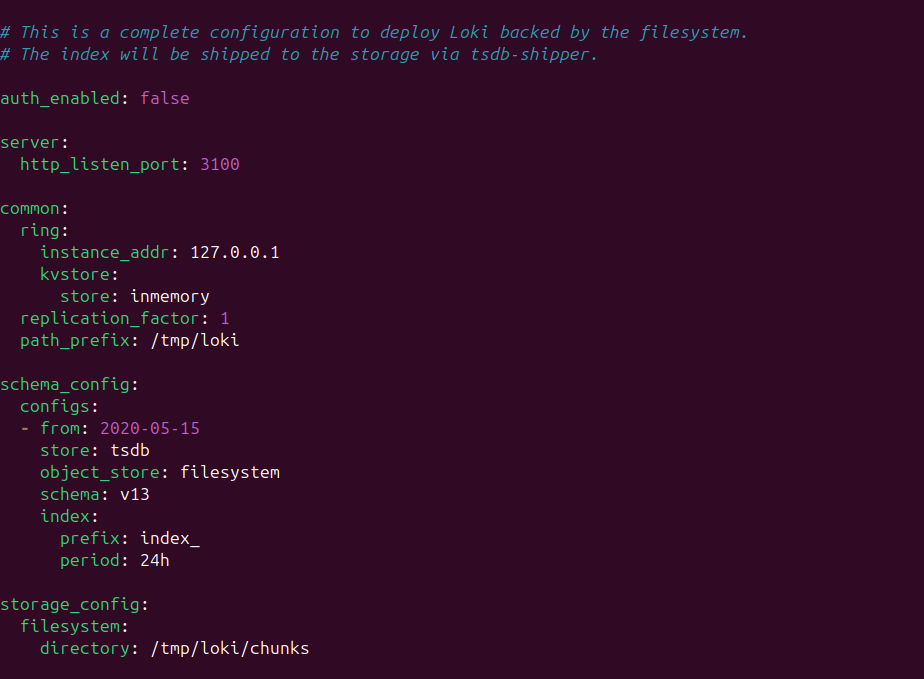 # This is a complete configuration to deploy Loki backed by the filesystem.
# The index will be shipped to the storage via tsdb-shipper.

auth_enabled: false

server:
  http_listen_port: 3100

common:
  ring:
    instance_addr: 127.0.0.1
    kvstore:
      store: inmemory
  replication_factor: 1
  path_prefix: /tmp/loki

schema_config:
  configs:
  - from: 2020-05-15
    store: tsdb
    object_store: filesystem
    schema: v13
    index:
      prefix: index_
      period: 24h

storage_config:
  filesystem:
    directory: /tmp/loki/chunks